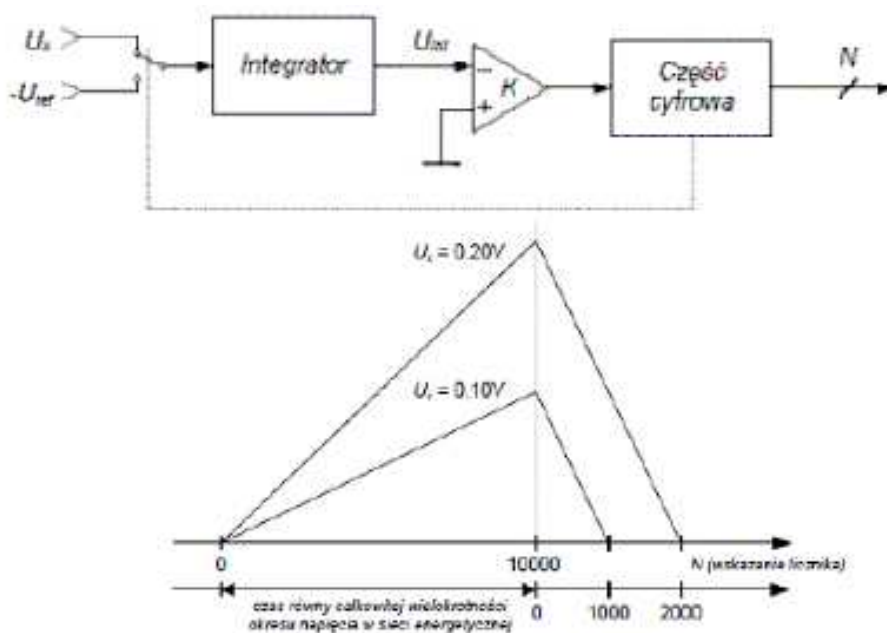 Ux
-Uref
Integrator
Uint
K
Część
cyfrowa
N
Ux = 0.20V
Ux = 0.10V
0
10000
N (wskazanie licznika)
czas równy całkowitej wielokrotności
okresu napięcia w sieci energetycznej
0
1000
2000